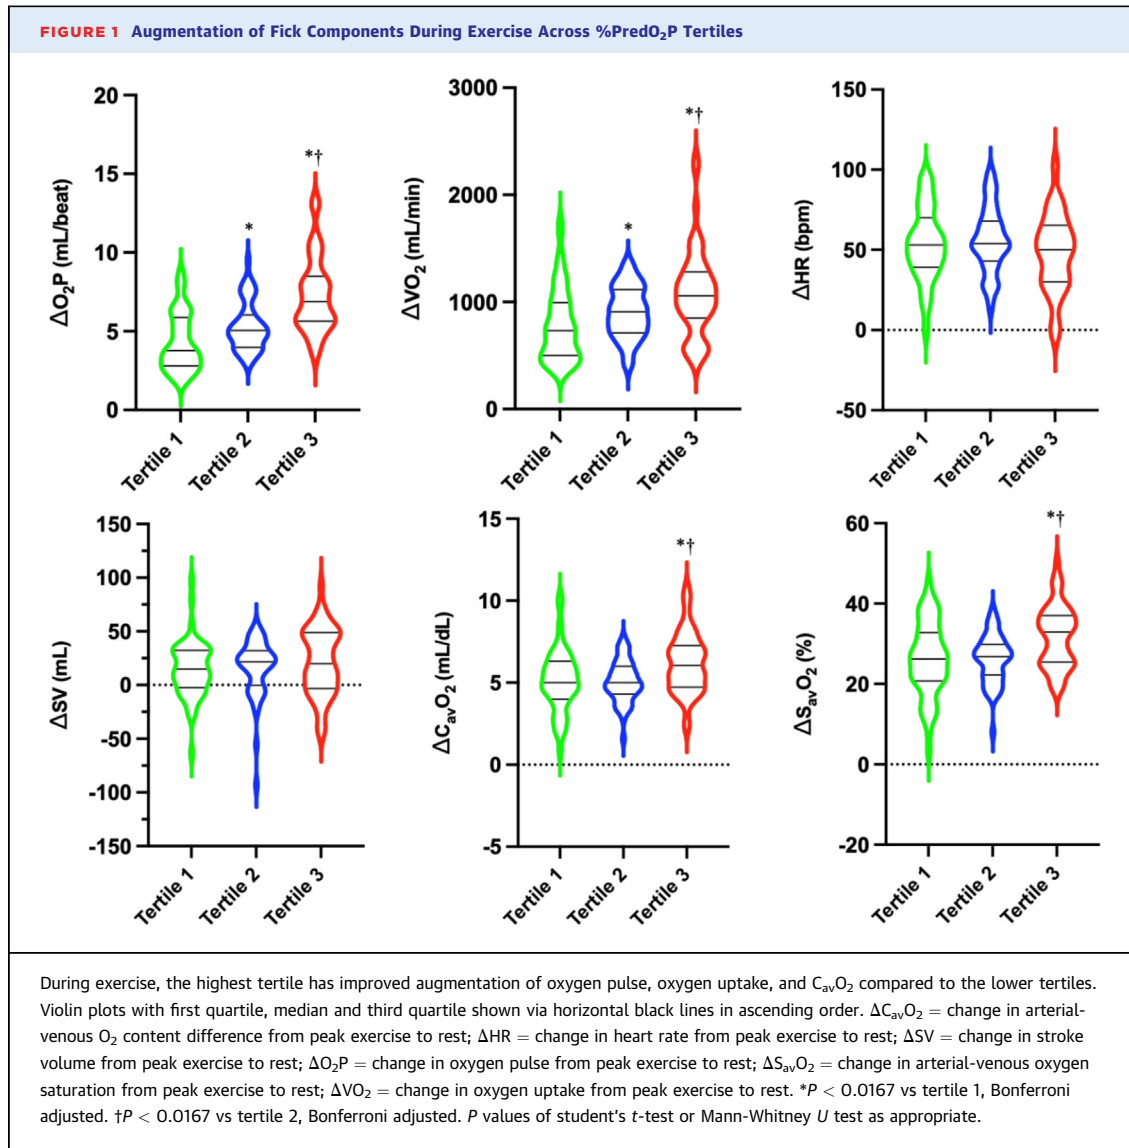 FIGURE 1 Augmentation of Fick Components During Exercise Across %PredO₂P Tertiles
ΔO₂P (mL/beat)
20
15
10
5
0
*
*†
Tertile 1
Tertile 2
Tertile 3
ΔVO₂ (mL/min)
3000
2000
1000
0
*
*†
Tertile 1
Tertile 2
Tertile 3
ΔHR (bpm)
150
100
50
0
-50
Tertile 1
Tertile 2
Tertile 3
ΔSV (mL)
150
100
50
0
-50
-100
-150
Tertile 1
Tertile 2
Tertile 3
ΔCavO₂ (mL/dL)
15
10
5
0
-5
*†
Tertile 1
Tertile 2
Tertile 3
ΔSavO₂ (%)
60
40
20
0
-20
*†
Tertile 1
Tertile 2
Tertile 3
During exercise, the highest tertile has improved augmentation of oxygen pulse, oxygen uptake, and CavO₂ compared to the lower tertiles.
Violin plots with first quartile, median and third quartile shown via horizontal black lines in ascending order. ΔCavO₂ = change in arterial-
venous O₂ content difference from peak exercise to rest; ΔHR = change in heart rate from peak exercise to rest; ΔSV = change in stroke
volume from peak exercise to rest; ΔO₂P = change in oxygen pulse from peak exercise to rest; ΔSavO₂ = change in arterial-venous oxygen
saturation from peak exercise to rest; ΔVO₂ = change in oxygen uptake from peak exercise to rest. *P < 0.0167 vs tertile 1, Bonferroni
adjusted. †P < 0.0167 vs tertile 2, Bonferroni adjusted. P values of student's t-test or Mann-Whitney U test as appropriate.